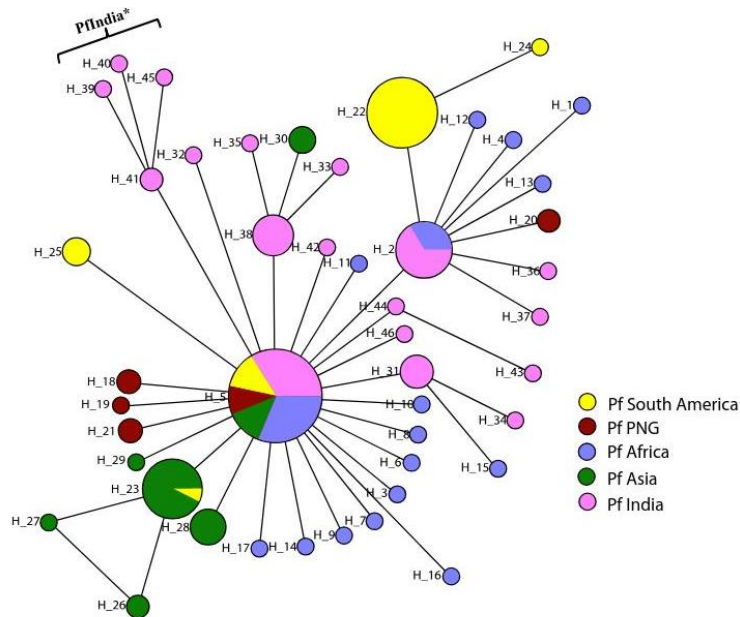 PfIndia*
H_24
H_40
H_45
H_39
H_22
H_12
H_1
H_35
H_30
H_4
H_32
H_33
H_41
H_13
H_20
H_38
H_42
H_2
H_25
H_11
H_36
H_44
H_37
H_46
H_31
H_43
H_18
H_5
H_19
H_10
H_34
H_21
H_8
H_29
H_6
H_15
H_23
H_3
H_27
H_28
H_7
H_9
H_17
H_14
H_16
H_26
Pf South America
Pf PNG
Pf Africa
Pf Asia
Pf India